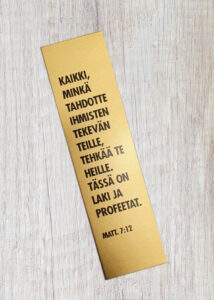 KAIKKI,
MINKÄ
TAHDOTTE
IHMISTEN
TEKEVÄN
TEILLE,
TEHKÄÄ TE
HEILLE.
TÄSSÄ ON
LAKI JA
PROFEETAT.
MATT. 7:12